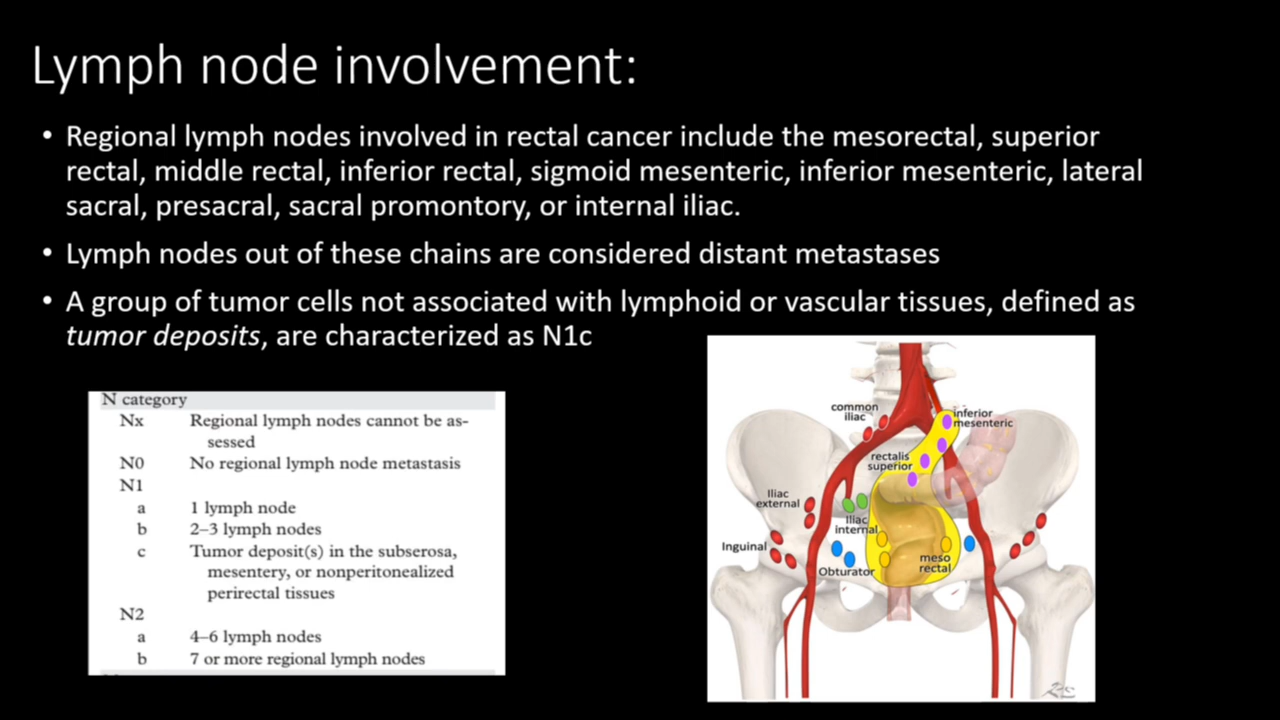 Lymph node involvement:
• Regional lymph nodes involved in rectal cancer include the mesorectal, superior
rectal, middle rectal, inferior rectal, sigmoid mesenteric, inferior mesenteric, lateral
sacral, presacral, sacral promontory, or internal iliac.
• Lymph nodes out of these chains are considered distant metastases
• A group of tumor cells not associated with lymphoid or vascular tissues, defined as
tumor deposits, are characterized as N1c
N category
Nx Regional lymph nodes cannot be as-
sessed
N0 No regional lymph node metastasis
N1
a 1 lymph node
b 2–3 lymph nodes
c Tumor deposit(s) in the subserosa,
mesentery, or nonperitonealized
perirectal tissues
N2
a 4–6 lymph nodes
b 7 or more regional lymph nodes
common
iliac
inferior
mesenteric
rectalis
superior
Iliac
external
Iliac
internal
Inguinal
Obturator
meso
rectal